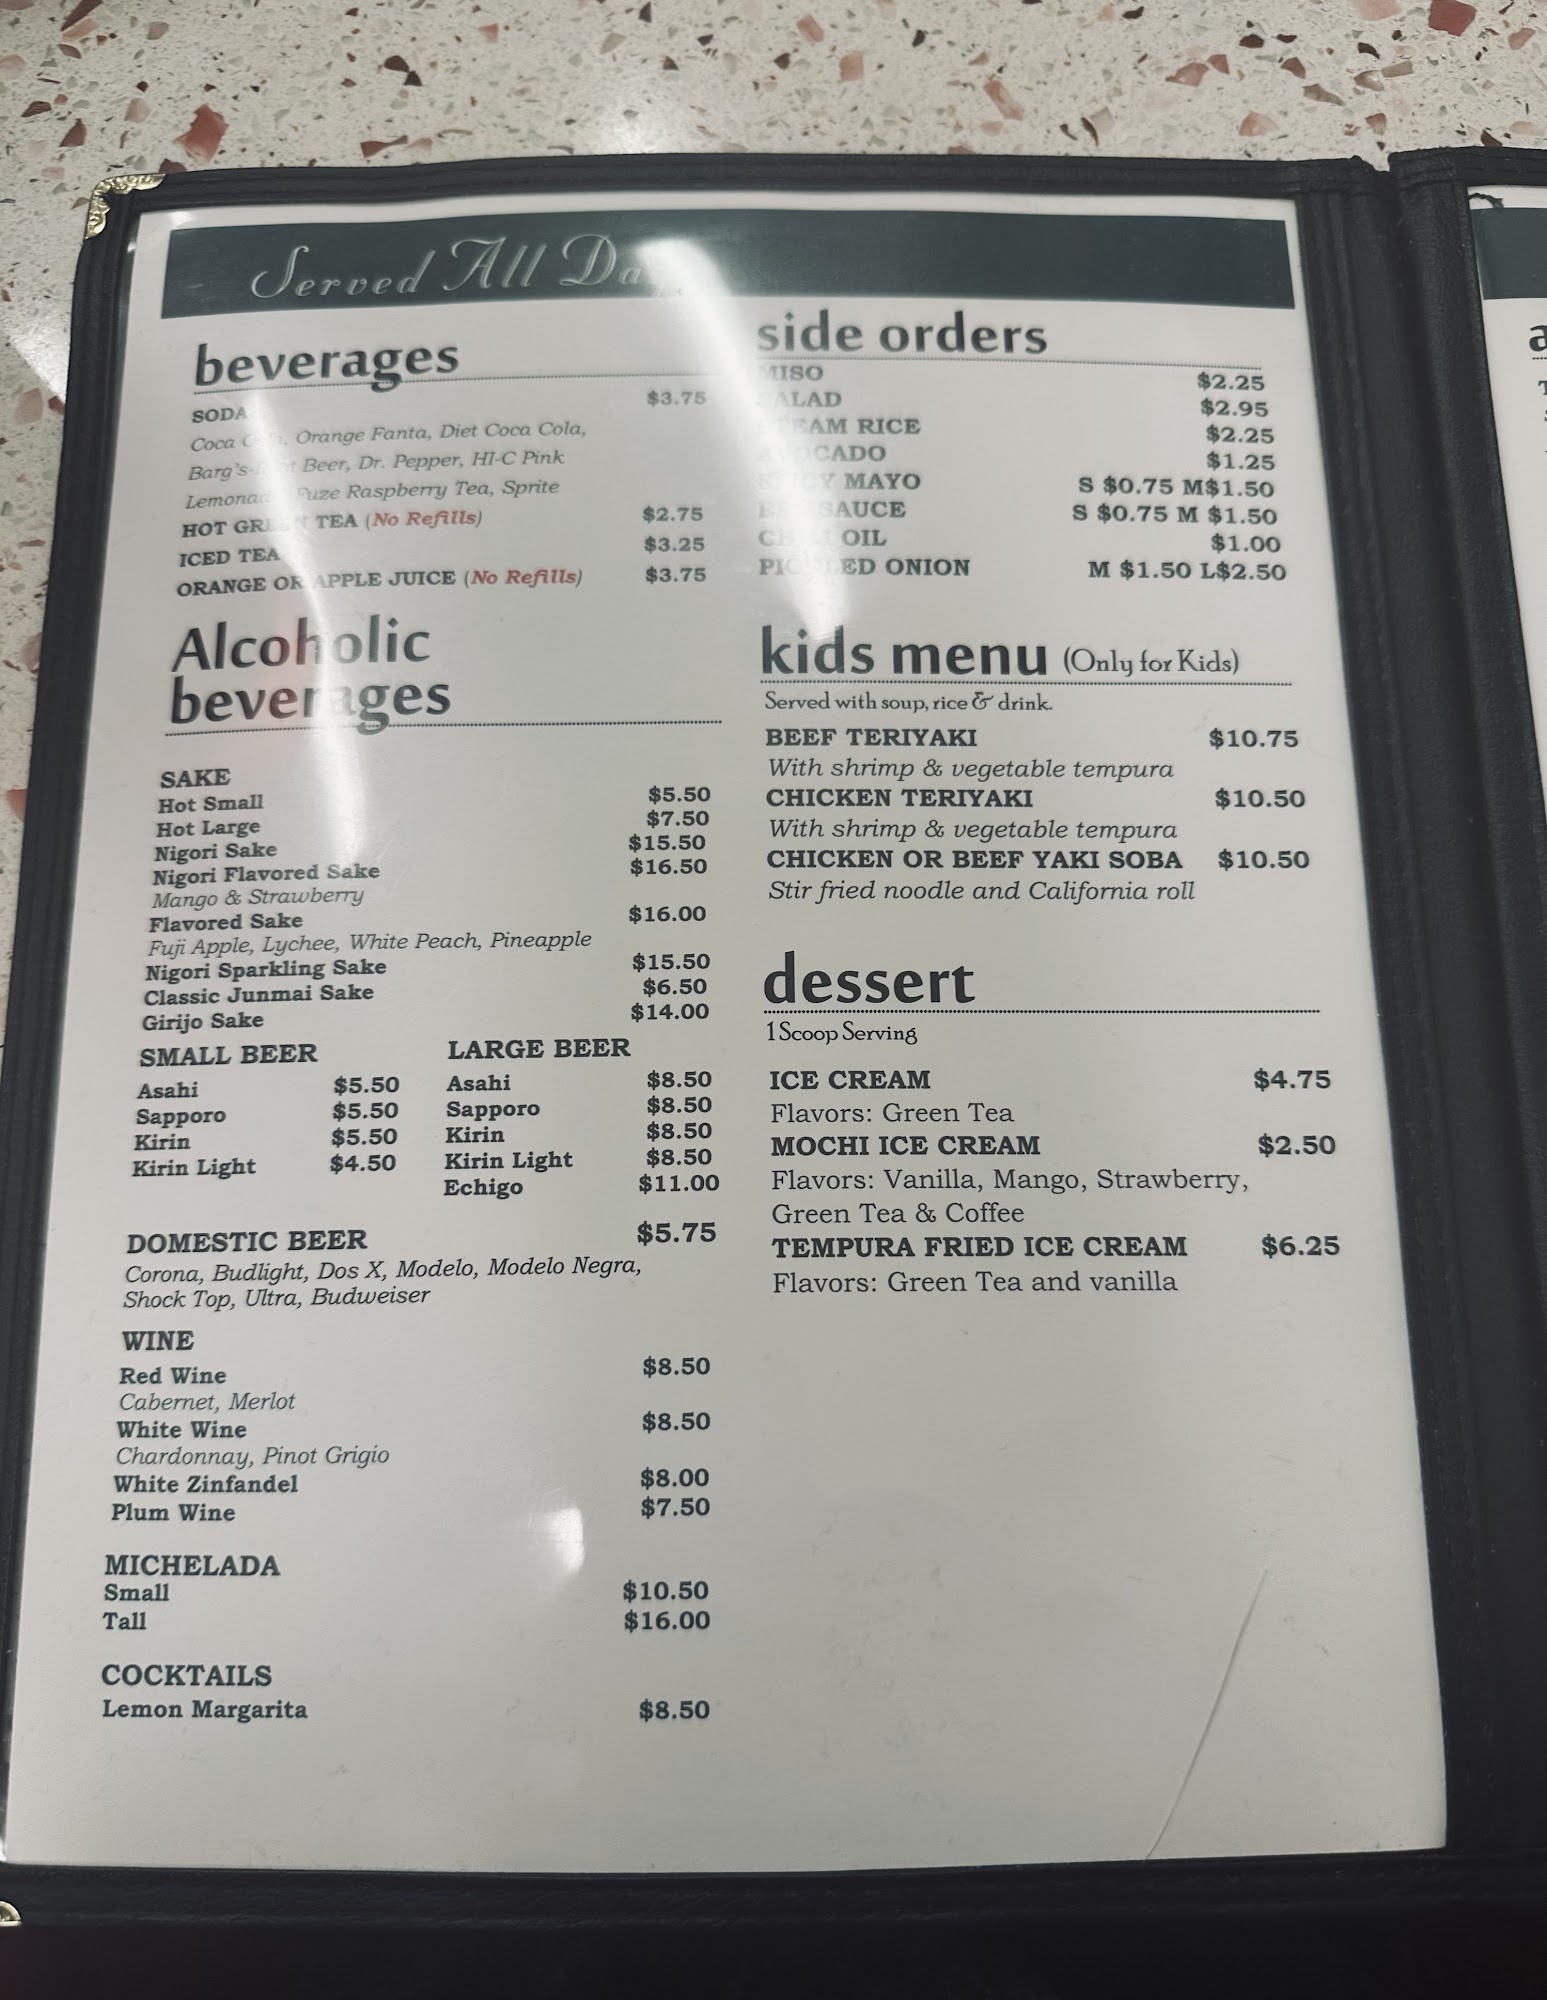 Served All Da
beverages
SODA $3.75
Coca Orange Fanta, Diet Coca Cola,
Barg's Beer, Dr. Pepper, HI-C Pink
Fuze Raspberry Tea, Sprite
HOT TEA (No Refills) $2.75
ICED TEA $3.25
ORANGE OR APPLE JUICE (No Refills) $3.75
Alcoholic
beverages
SAKE
Hot Small $5.50
Hot Large $7.50
Nigori Sake $15.50
Nigori Flavored Sake $16.50
Mango & Strawberry
Flavored Sake $16.00
Fuji Apple, Lychee, White Peach, Pineapple
Nigori Sparkling Sake $15.50
Classic Junmai Sake $6.50
Girijo Sake $14.00
SMALL BEER
Asahi $5.50
Sapporo $5.50
Kirin $5.50
Kirin Light $4.50
LARGE BEER
Asahi $8.50
Sapporo $8.50
Kirin $8.50
Kirin Light $8.50
Echigo $11.00
DOMESTIC BEER $5.75
Corona, Budlight, Dos X, Modelo, Modelo Negra,
Shock Top, Ultra, Budweiser
WINE
Red Wine $8.50
Cabernet, Merlot
White Wine $8.50
Chardonnay, Pinot Grigio
White Zinfandel $8.00
Plum Wine $7.50
MICHELADA
Small $10.50
Tall $16.00
COCKTAILS
Lemon Margarita $8.50
side orders
MISO $2.25
SALAD $2.95
STEAM RICE $2.25
AVOCADO $1.25
SPICY MAYO S $0.75 M$1.50
SAUCE S $0.75 M $1.50
OIL $1.00
PICKLED ONION M $1.50 L$2.50
kids menu (Only for Kids)
Served with soup, rice & drink.
BEEF TERIYAKI $10.75
With shrimp & vegetable tempura
CHICKEN TERIYAKI $10.50
With shrimp & vegetable tempura
CHICKEN OR BEEF YAKI SOBA $10.50
Stir fried noodle and California roll
dessert
1 Scoop Serving
ICE CREAM $4.75
Flavors: Green Tea
MOCHI ICE CREAM $2.50
Flavors: Vanilla, Mango, Strawberry,
Green Tea & Coffee
TEMPURA FRIED ICE CREAM $6.25
Flavors: Green Tea and vanilla